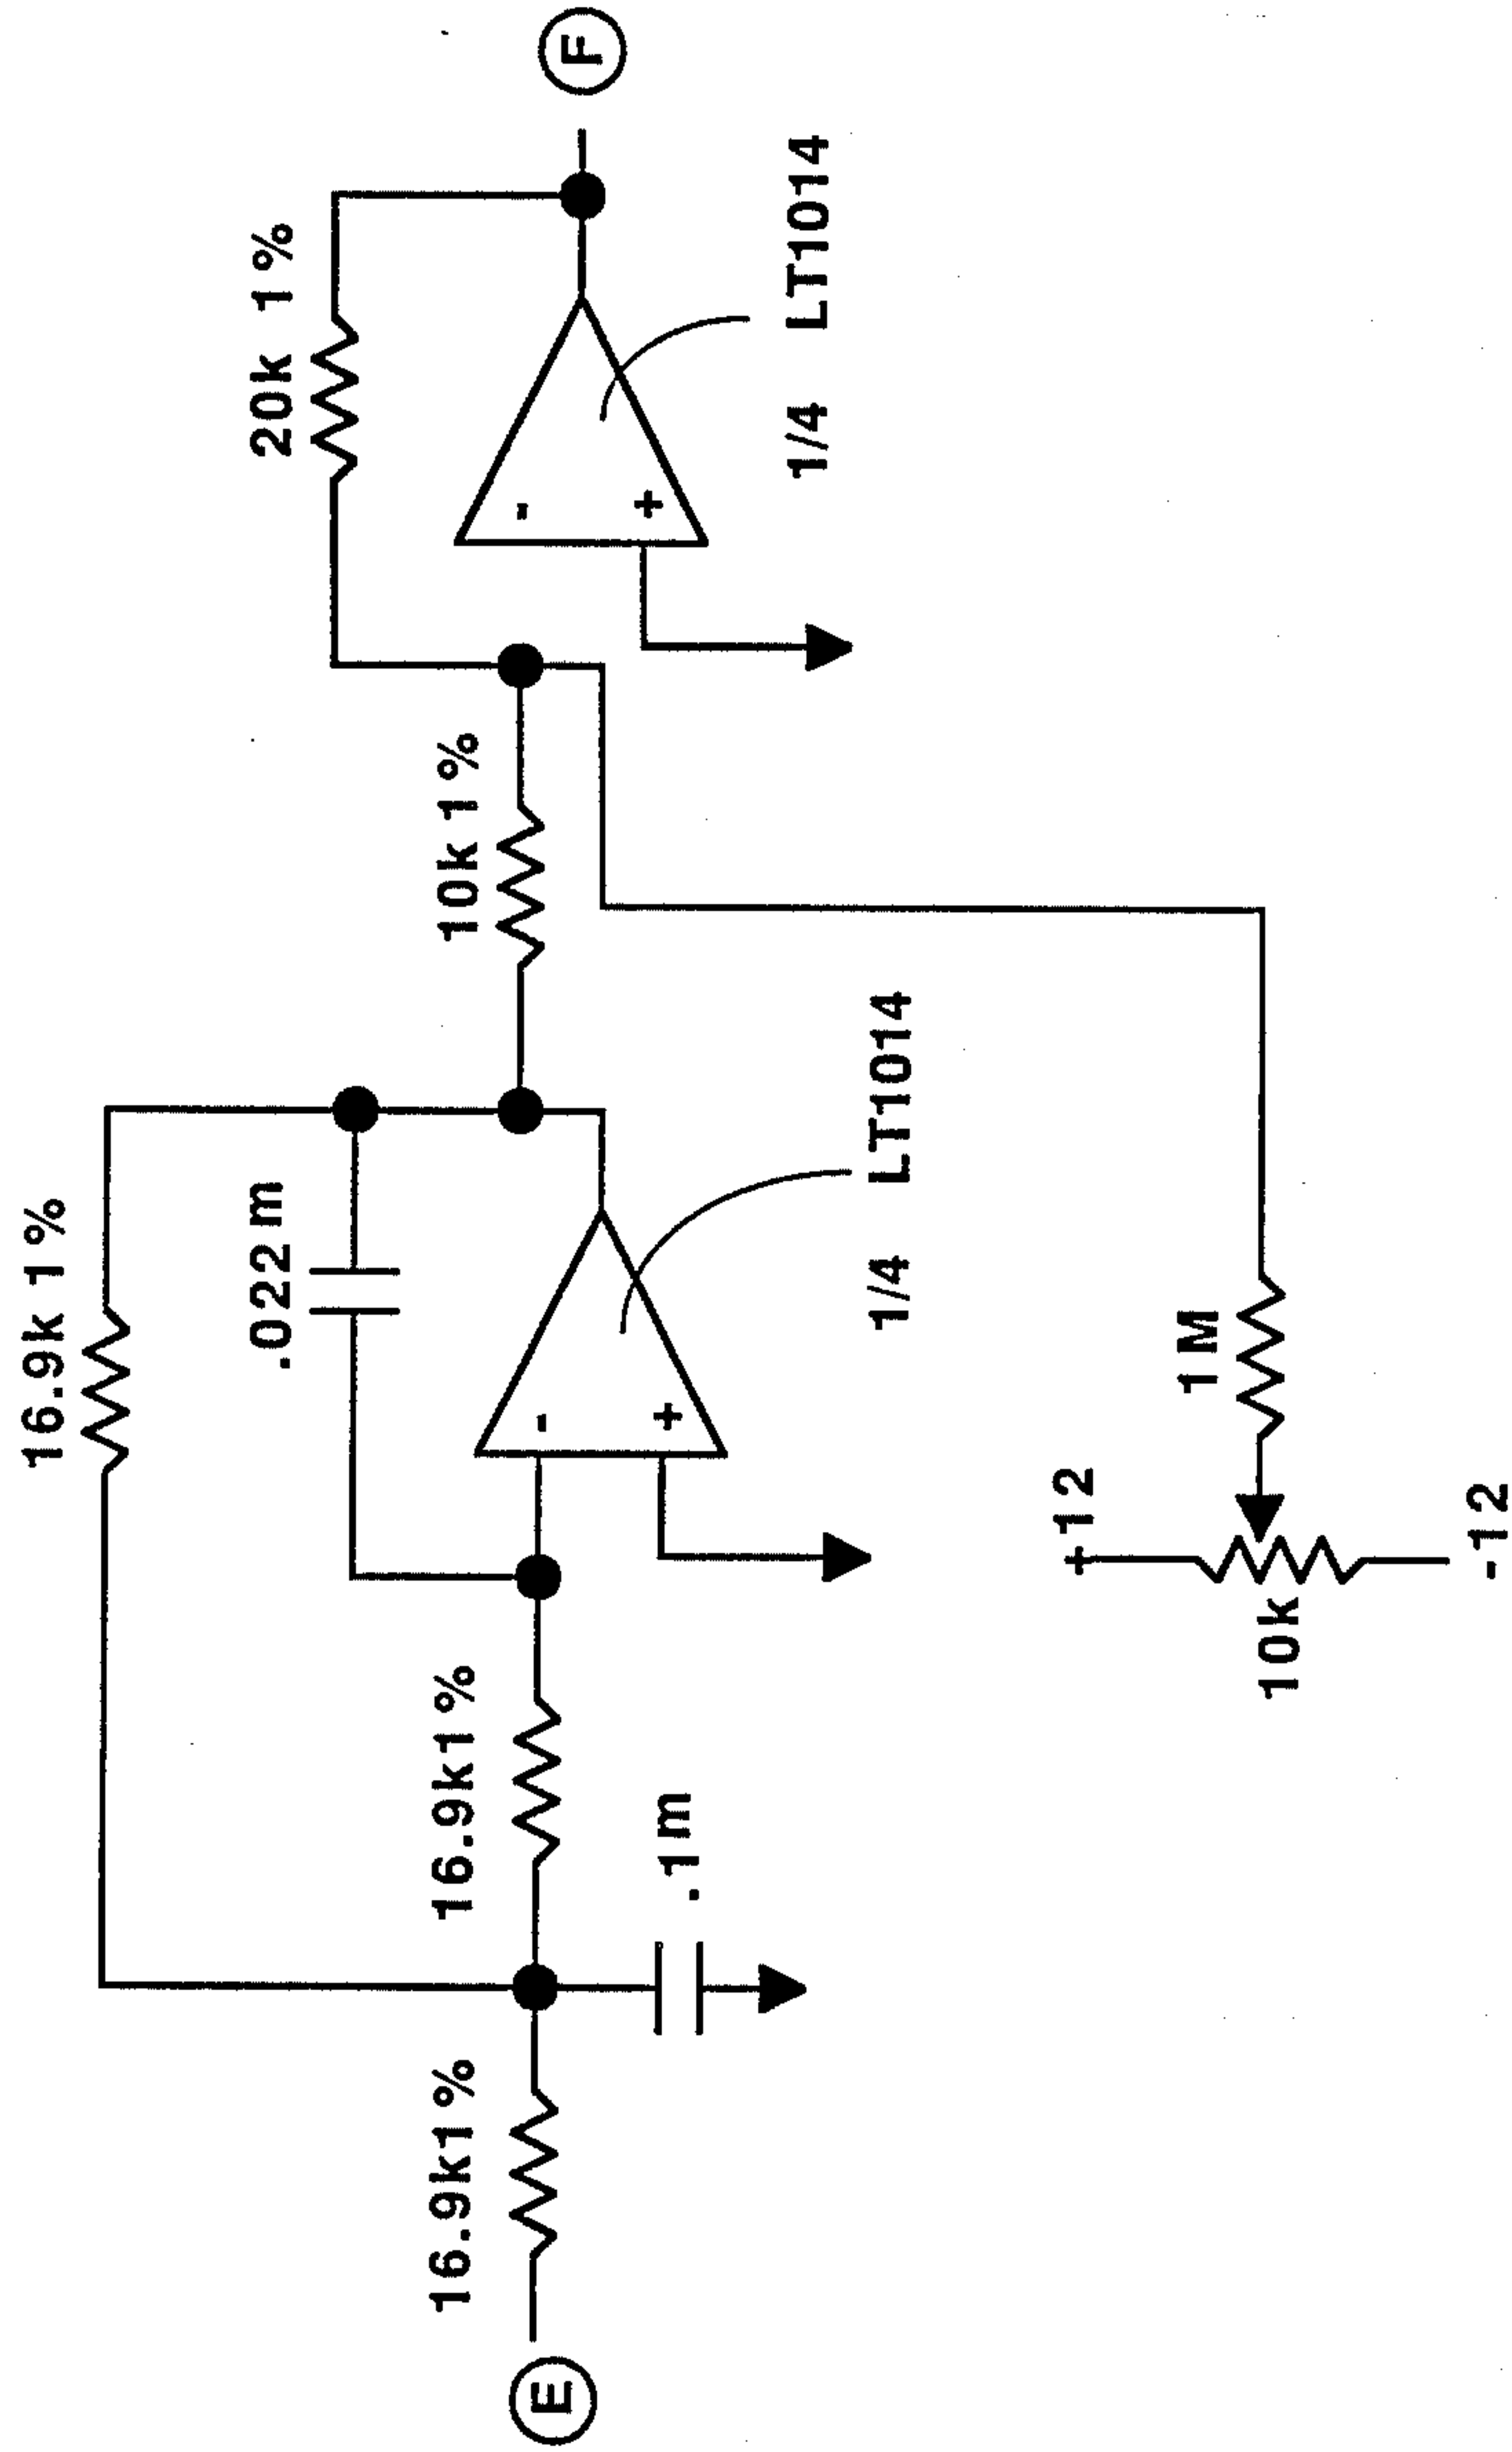 16.9k 1%
.022m
20k 1%
10k 1%
16.9k1%
16.9k1%
E
F
-
+
-
+
.1m
1/4 LT1014
1/4 LT1014
+12
1M
10k
-12